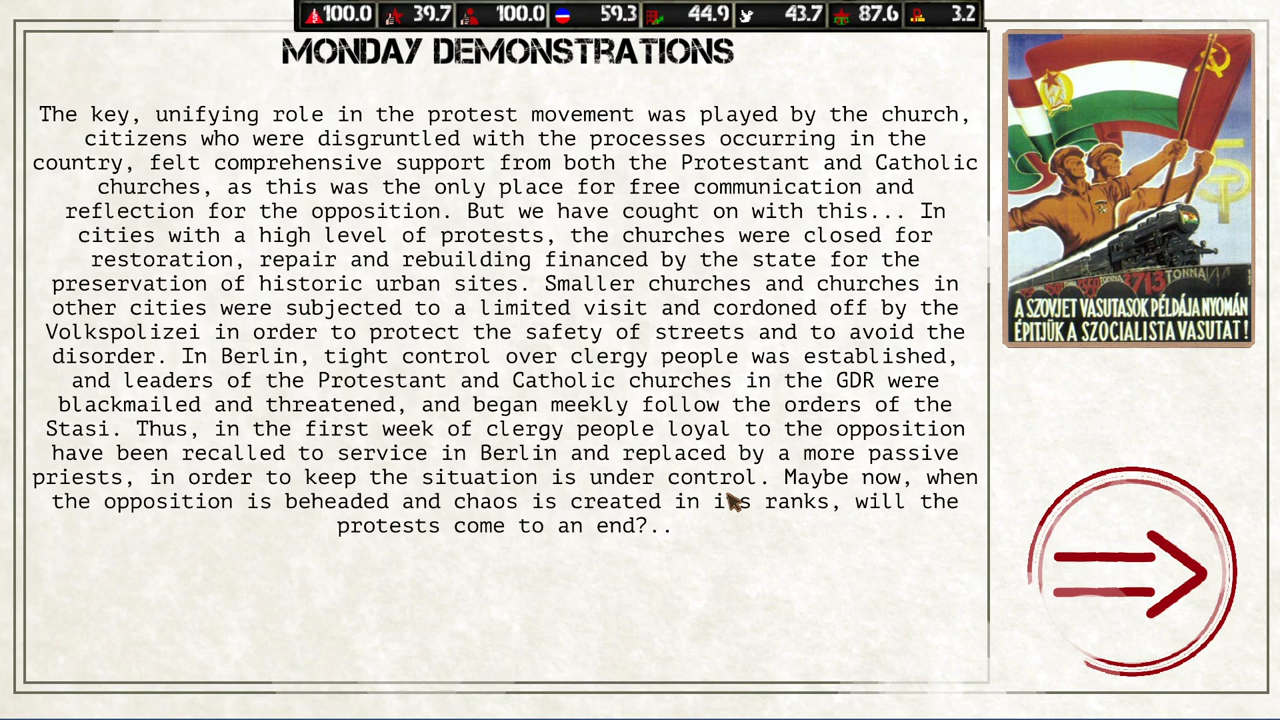 100.0 39.7 100.0 59.3 44.9 43.7 87.6 3.2
MONDAY DEMONSTRATIONS
The key, unifying role in the protest movement was played by the church,
citizens who were disgruntled with the processes occurring in the
country, felt comprehensive support from both the Protestant and Catholic
churches, as this was the only place for free communication and
reflection for the opposition. But we have cought on with this... In
cities with a high level of protests, the churches were closed for
restoration, repair and rebuilding financed by the state for the
preservation of historic urban sites. Smaller churches and churches in
other cities were subjected to a limited visit and cordoned off by the
Volkspolizei in order to protect the safety of streets and to avoid the
disorder. In Berlin, tight control over clergy people was established,
and leaders of the Protestant and Catholic churches in the GDR were
blackmailed and threatened, and began meekly follow the orders of the
Stasi. Thus, in the first week of clergy people loyal to the opposition
have been recalled to service in Berlin and replaced by a more passive
priests, in order to keep the situation is under control. Maybe now, when
the opposition is beheaded and chaos is created in its ranks, will the
protests come to an end?..
2713 TONNA
A SZOVJET VASUTASOK PÉLDÁJA NYOMÁN
ÉPITJÜK A SZOCIALISTA VASUTAT!